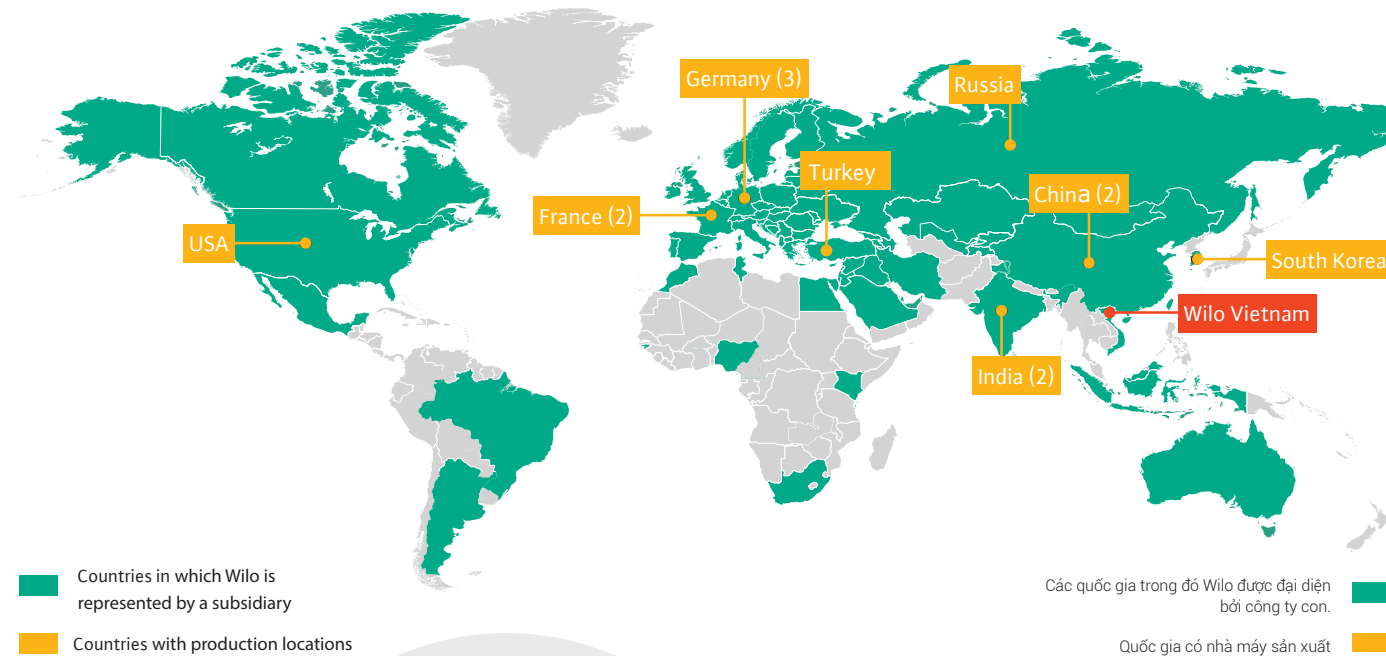 Germany (3)
Russia
Turkey
China (2)
France (2)
USA
South Korea
Wilo Vietnam
India (2)
Countries in which Wilo is
represented by a subsidiary
Countries with production locations
Các quốc gia trong đó Wilo được đại diện
bởi công ty con.
Quốc gia có nhà máy sản xuất